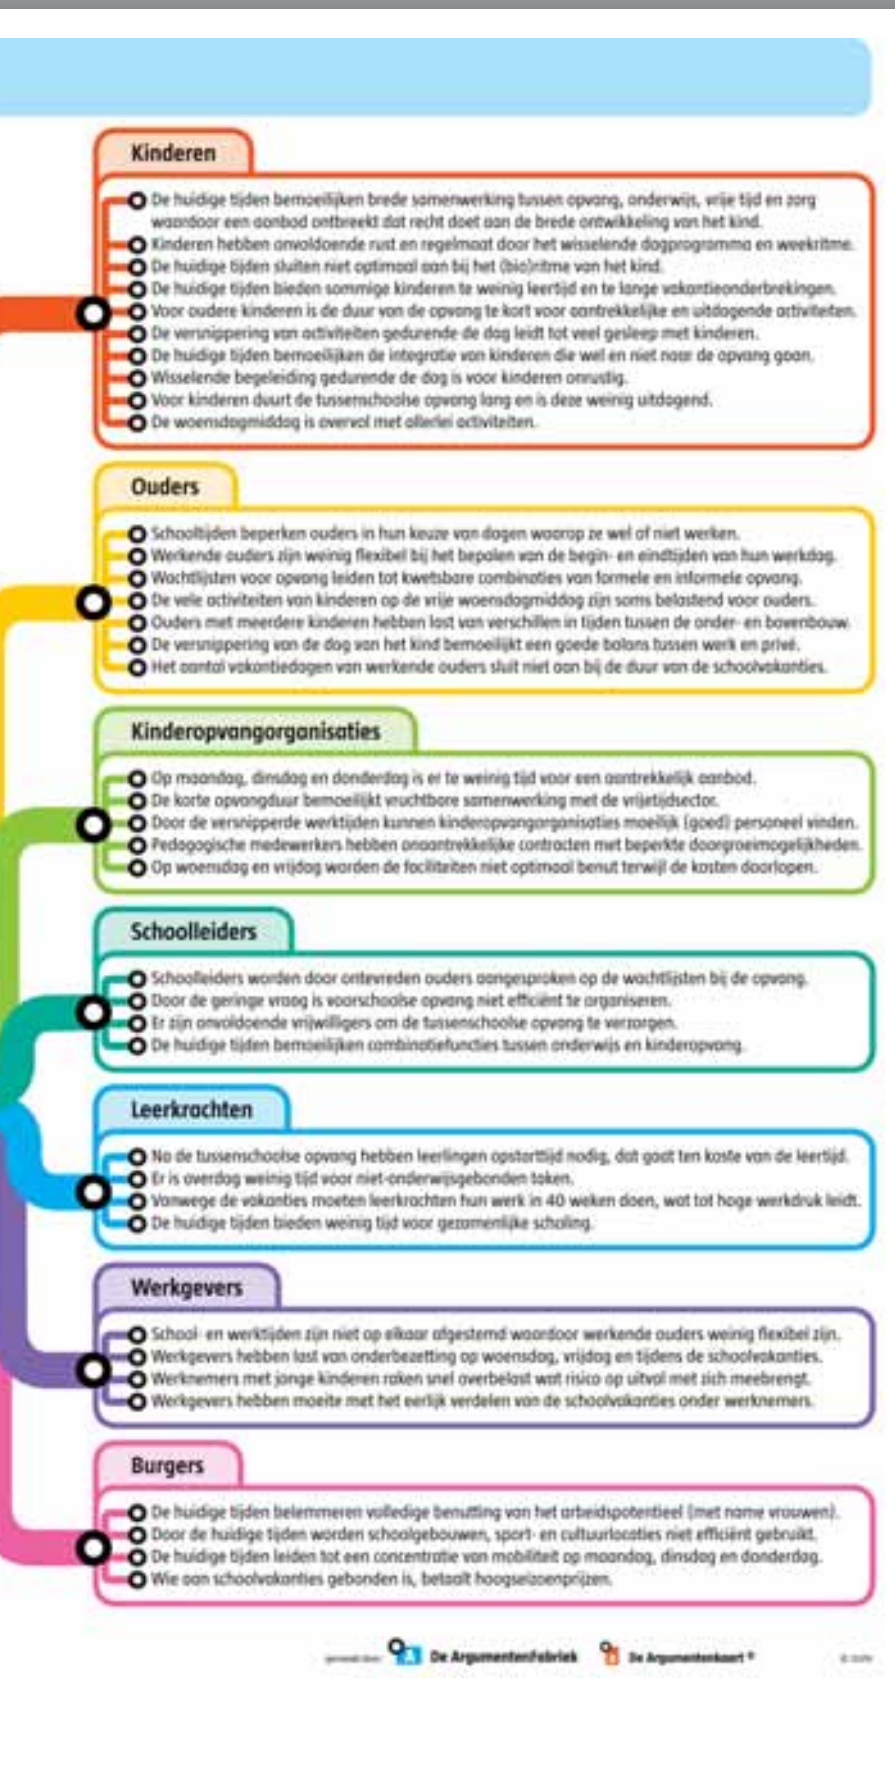 Kinderen
De huidige tijden bemoeilijken brede samenwerking tussen opvang, onderwijs, vrije tijd en zorg
waardoor een aanbod ontbreekt dat recht doet aan de brede ontwikkeling van het kind.
Kinderen hebben onvoldoende rust en regelmaat door het wisselende dagprogramma en weekritme.
De huidige tijden sluiten niet optimaal aan bij het (bio)ritme van het kind.
De huidige tijden bieden sommige kinderen te weinig leertijd en te lange vakantieonderbrekingen.
Voor oudere kinderen is de duur van de opvang te kort voor aantrekkelijke en uitdagende activiteiten.
De versnippering van activiteiten gedurende de dag leidt tot veel gesleep met kinderen.
De huidige tijden bemoeilijken de integratie van kinderen die wel en niet naar de opvang gaan.
Wisselende begeleiding gedurende de dag is voor kinderen onrustig.
Voor kinderen duurt de tussenschoolse opvang lang en is deze weinig uitdagend.
De woensdagmiddag is overvol met allerlei activiteiten.
Ouders
Schooltijden beperken ouders in hun keuze van dagen waarop ze wel of niet werken.
Werkende ouders zijn weinig flexibel bij het bepalen van de begin- en eindtijden van hun werkdag.
Wachtlijsten voor opvang leiden tot kwetsbare combinaties van formele en informele opvang.
De vele activiteiten van kinderen op de vrije woensdagmiddag zijn soms belastend voor ouders.
Ouders met meerdere kinderen hebben last van verschillen in tijden tussen de onder- en bovenbouw.
De versnippering van de dag van het kind bemoeilijkt een goede balans tussen werk en privé.
Het aantal vakantiedagen van werkende ouders sluit niet aan bij de duur van de schoolvakanties.
Kinderopvangorganisaties
Op maandag, dinsdag en donderdag is er te weinig tijd voor een aantrekkelijk aanbod.
De korte opvangduur bemoeilijkt vruchtbare samenwerking met de vrijetijdsector.
Door de versnipperde werktijden kunnen kinderopvangorganisaties moeilijk (goed) personeel vinden.
Pedagogische medewerkers hebben onaantrekkelijke contracten met beperkte doorgroeimogelijkheden.
Op woensdag en vrijdag worden de faciliteiten niet optimaal benut terwijl de kosten doorlopen.
Schoolleiders
Schoolleiders worden door ontevreden ouders aangesproken op de wachtlijsten bij de opvang.
Door de geringe vraag is voorschoolse opvang niet efficiënt te organiseren.
Er zijn onvoldoende vrijwilligers om de tussenschoolse opvang te verzorgen.
De huidige tijden bemoeilijken combinatiefuncties tussen onderwijs en kinderopvang.
Leerkrachten
Na de tussenschoolse opvang hebben leerlingen opstarttijd nodig, dat gaat ten koste van de leertijd.
Er is overdag weinig tijd voor niet-onderwijsgebonden taken.
Vanwege de vakanties moeten leerkrachten hun werk in 40 weken doen, wat tot hoge werkdruk leidt.
De huidige tijden bieden weinig tijd voor gezamenlijke scholing.
Werkgevers
School- en werktijden zijn niet op elkaar afgestemd waardoor werkende ouders weinig flexibel zijn.
Werkgevers hebben last van onderbezetting op woensdag, vrijdag en tijdens de schoolvakanties.
Werknemers met jonge kinderen raken snel overbelast wat risico op uitval met zich meebrengt.
Werkgevers hebben moeite met het eerlijk verdelen van de schoolvakanties onder werknemers.
Burgers
De huidige tijden belemmeren volledige benutting van het arbeidspotentieel (met name vrouwen).
Door de huidige tijden worden schoolgebouwen, sport- en cultuurlocaties niet efficiënt gebruikt.
De huidige tijden leiden tot een concentratie van mobiliteit op maandag, dinsdag en donderdag.
Wie aan schoolvakanties gebonden is, betaalt hoogseizoenprijzen.
De Argumentenfabriek De Argumentenkaart ®